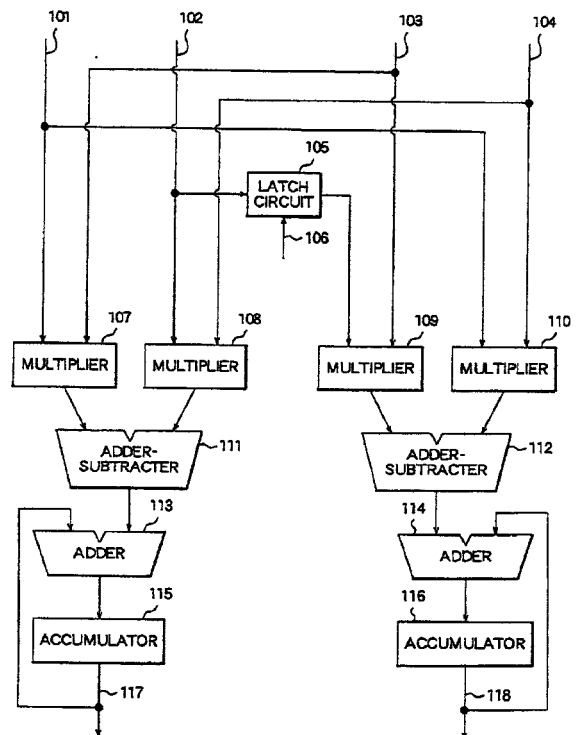 101
102
103
104
105
LATCH
CIRCUIT
106
107
108
109
110
MULTIPLIER
MULTIPLIER
MULTIPLIER
MULTIPLIER
ADDER-
SUBTRACTER
111
ADDER-
SUBTRACTER
112
113
114
ADDER
ADDER
115
116
ACCUMULATOR
ACCUMULATOR
117
118